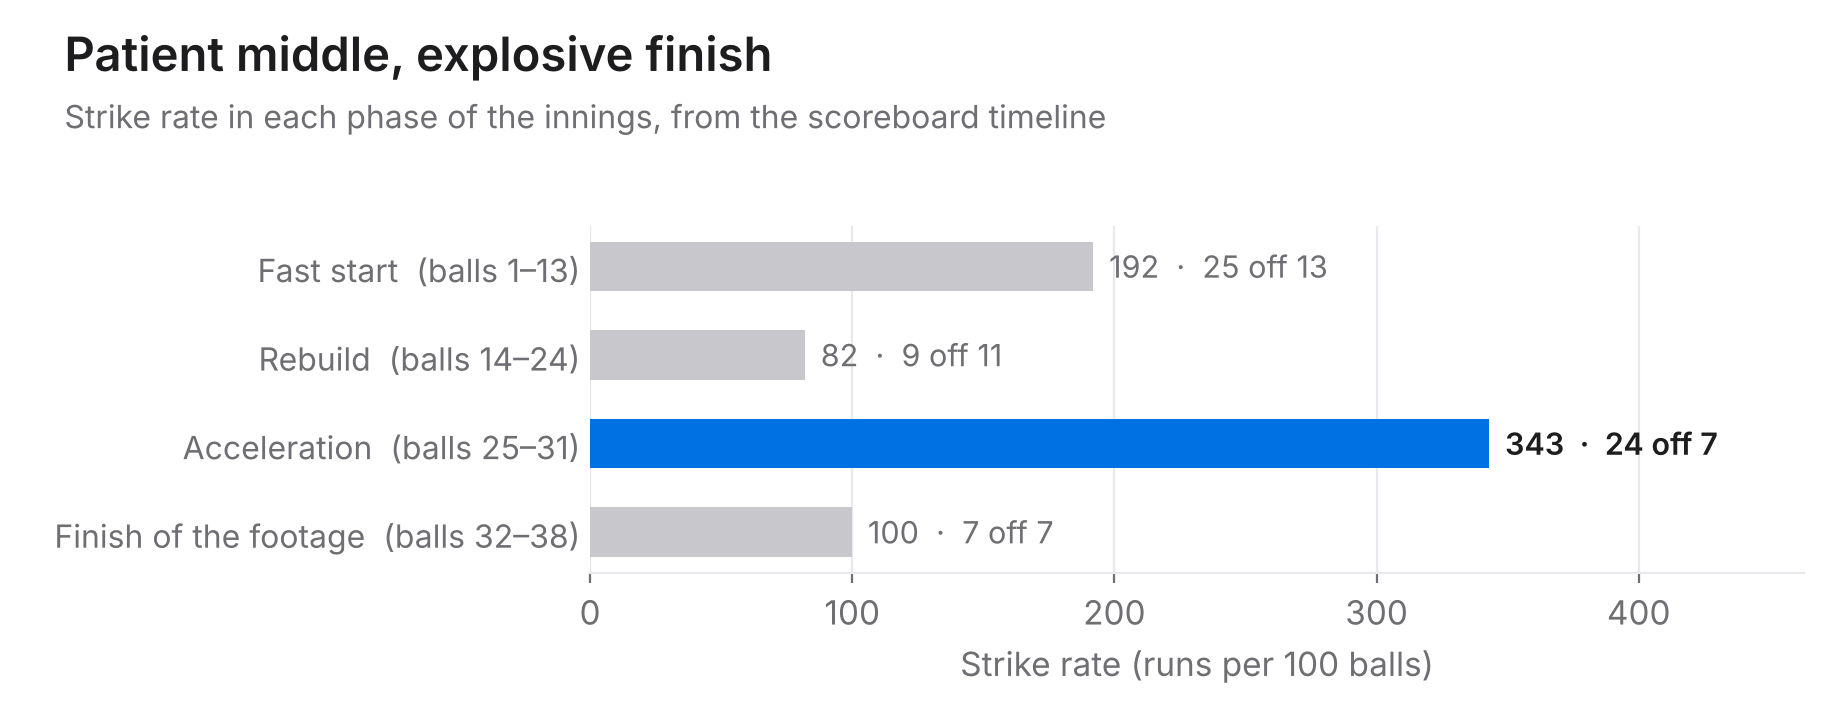 Patient middle, explosive finish
Strike rate in each phase of the innings, from the scoreboard timeline
Fast start (balls 1–13) 192 · 25 off 13
Rebuild (balls 14–24) 82 · 9 off 11
Acceleration (balls 25–31) 343 · 24 off 7
Finish of the footage (balls 32–38) 100 · 7 off 7
0 100 200 300 400
Strike rate (runs per 100 balls)